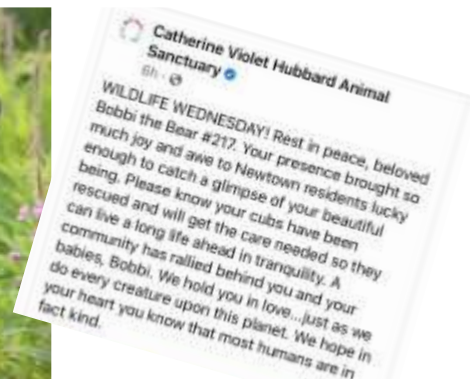 Catherine Violet Hubbard Animal
Sanctuary
6h
WILDLIFE WEDNESDAY! Rest in peace, beloved
Bobbi the Bear #217. Your presence brought so
much joy and awe to Newtown residents lucky
enough to catch a glimpse of your beautiful
being. Please know your cubs have been
rescued and will get the care needed so they
can live a long life ahead in tranquility. A
community has rallied behind you and your
babies, Bobbi. We hold you in love...just as we
do every creature upon this planet. We hope in
your heart you know that most humans are in
fact kind.